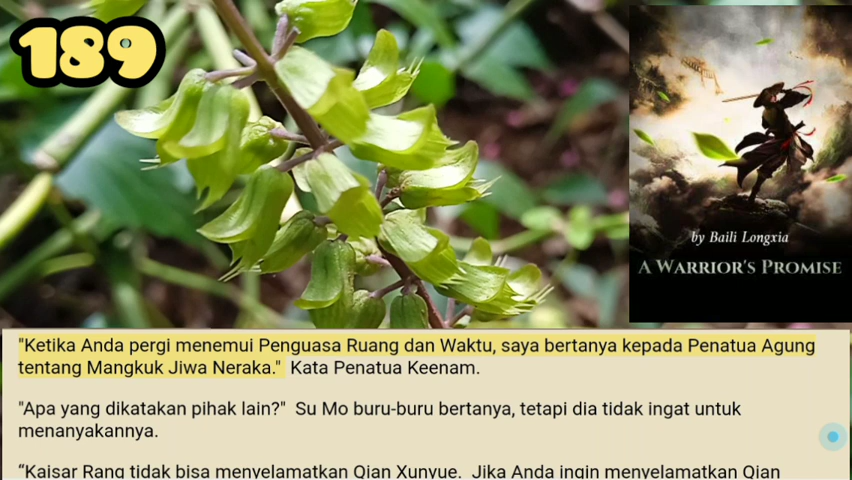 189
by Baili Longxia
A WARRIOR'S PROMISE
"Ketika Anda pergi menemui Penguasa Ruang dan Waktu, saya bertanya kepada Penatua Agung
tentang Mangkuk Jiwa Neraka." Kata Penatua Keenam.
"Apa yang dikatakan pihak lain?" Su Mo buru-buru bertanya, tetapi dia tidak ingat untuk
menanyakannya.
“Kaisar Rang tidak bisa menyelamatkan Qian Xunyue. Jika Anda ingin menyelamatkan Qian